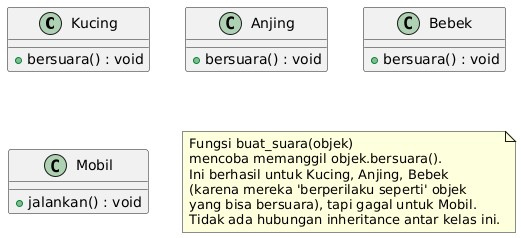 C Kucing
bersuara() : void
C Anjing
bersuara() : void
C Bebek
bersuara() : void
C Mobil
jalankan() : void
Fungsi buat_suara(objek)
mencoba memanggil objek.bersuara().
Ini berhasil untuk Kucing, Anjing, Bebek
(karena mereka 'berperilaku seperti' objek
yang bisa bersuara), tapi gagal untuk Mobil.
Tidak ada hubungan inheritance antar kelas ini.